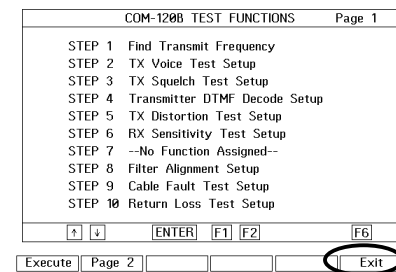 COM-120B TEST FUNCTIONS Page 1
STEP 1 Find Transmit Frequency
STEP 2 TX Voice Test Setup
STEP 3 TX Squelch Test Setup
STEP 4 Transmitter DTMF Decode Setup
STEP 5 TX Distortion Test Setup
STEP 6 RX Sensitivity Test Setup
STEP 7 --No Function Assigned--
STEP 8 Filter Alignment Setup
STEP 9 Cable Fault Test Setup
STEP 10 Return Loss Test Setup
↑ ↓ ENTER F1 F2 F6
Execute Page 2 Exit